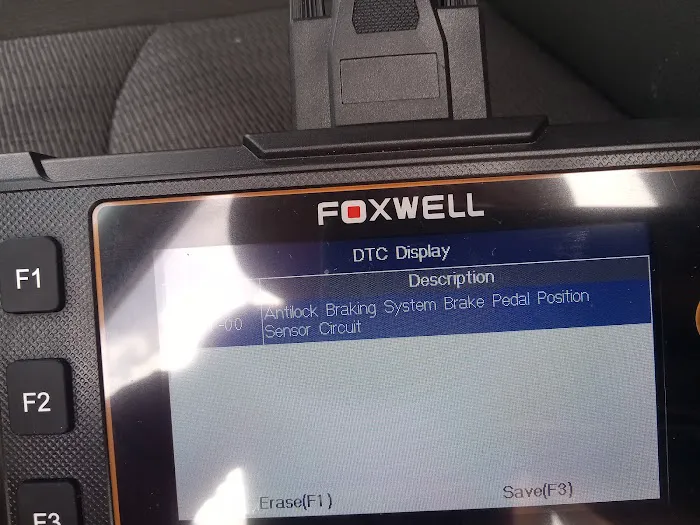 FOXWELL
DTC Display
Description
-00 Antilock Braking System Brake Pedal Position
Sensor Circuit
F1
F2
F3
Erase(F1) Save(F3)